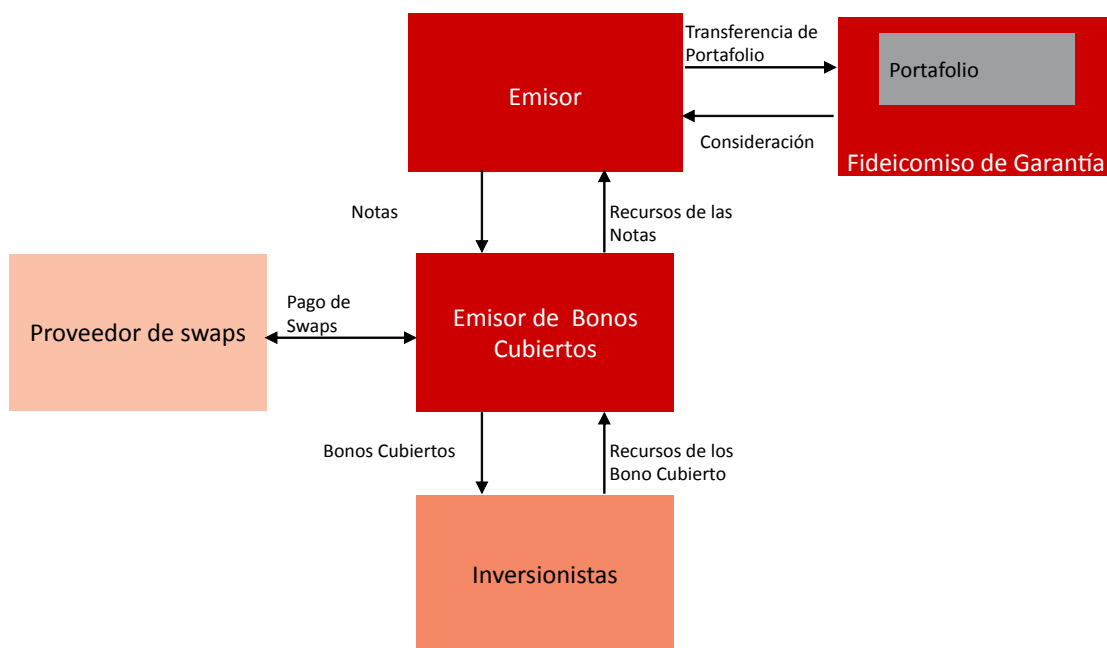 Transferencia de
Portafolio
Portafolio
Emisor
Consideración
Fideicomiso de Garantía
Notas
Recursos de las
Notas
Pago de
Swaps
Proveedor de swaps
Emisor de  Bonos
Cubiertos
Bonos Cubiertos
Recursos de los
Bono Cubierto
Inversionistas